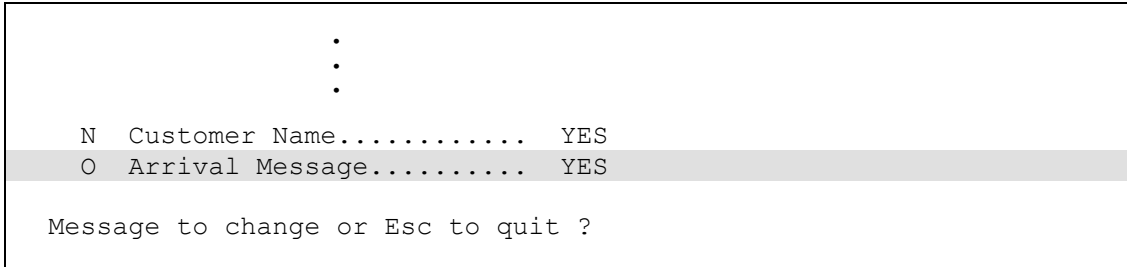 .
.
.
N Customer Name............ YES
O Arrival Message.......... YES
Message to change or Esc to quit ?